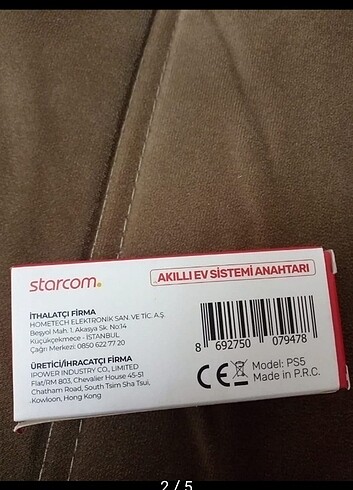 starcom.
AKILLI EV SİSTEMİ ANAHTARI
İTHALATÇI FİRMA
HOMETECH ELEKTRONİK SAN. VE TİC. A.Ş.
Beşyol Mah. 1. Akasya Sk. No:14
Küçükçekmece - İSTANBUL
Çağrı Merkezi: 0850 622 77 20
ÜRETİCİ/İHRACATÇI FİRMA
IPOWER INDUSTRY CO., LIMITED
Flat/RM 803, Chevalier House 45-51
Chatham Road, South Tsim Sha Tsui,
Kowloon, Hong Kong
8 692750 079478
CE
Model: PS5
Made in P.R.C.
2 / 5